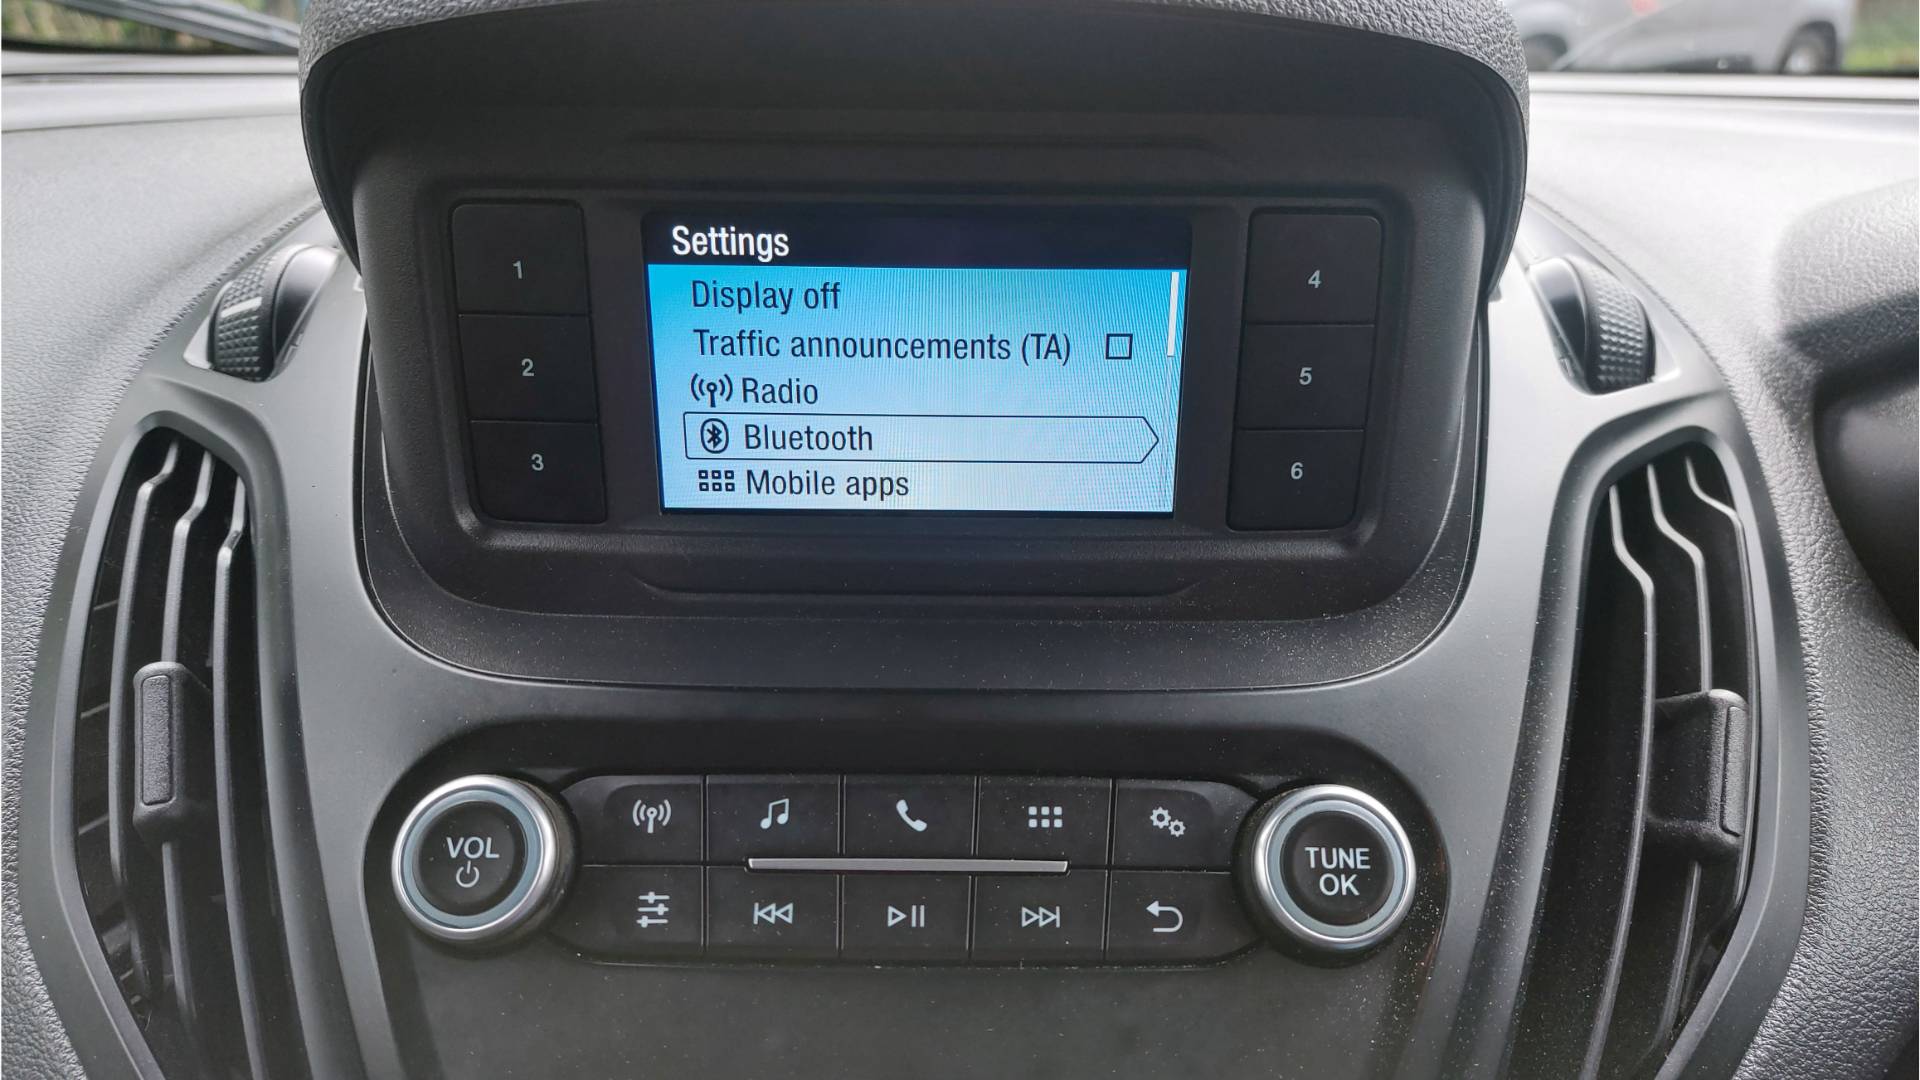 Settings
Display off
Traffic announcements (TA)
Radio
Bluetooth
Mobile apps
1
2
3
4
5
6
VOL
TUNE
OK